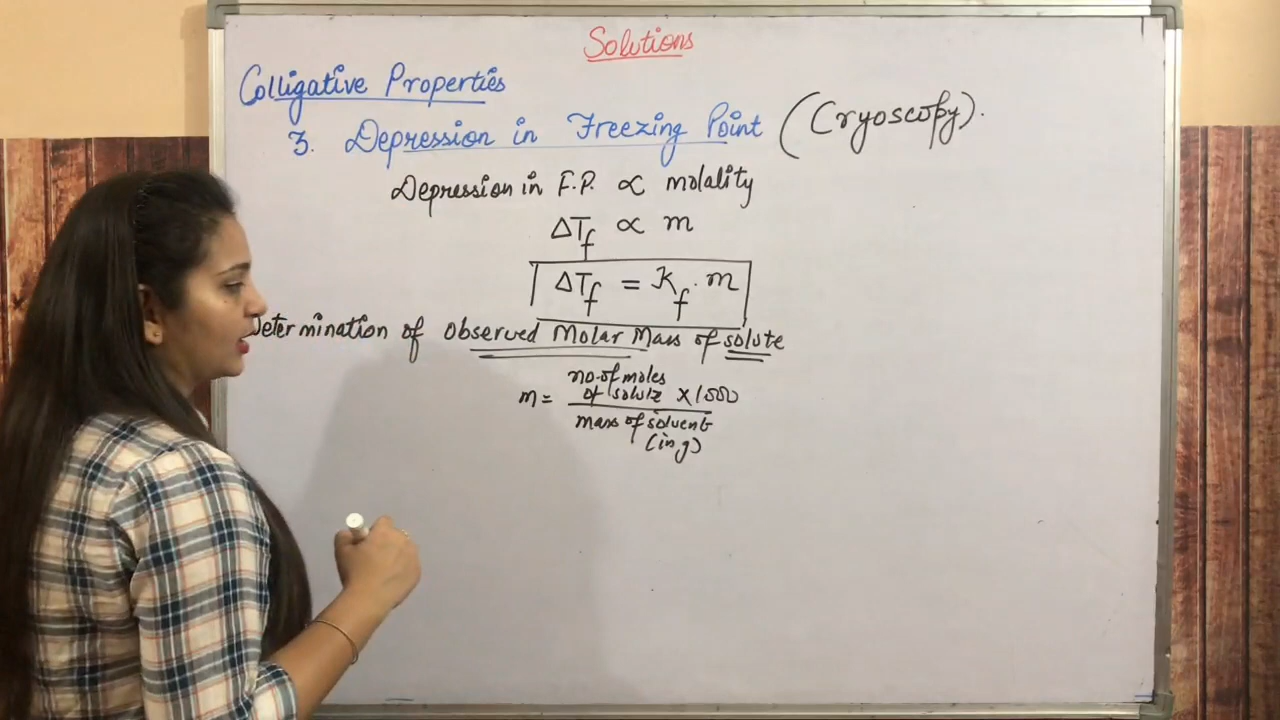 Solutions
Colligative Properties
3. Depression in Freezing Point (Cryoscopy).
Depression in F.P. ∝ molality
ΔTf ∝ m
ΔTf = Kf · m
Determination of Observed Molar Mass of solute
no. of moles
m = of solute × 1000
mass of solvent
(in g)